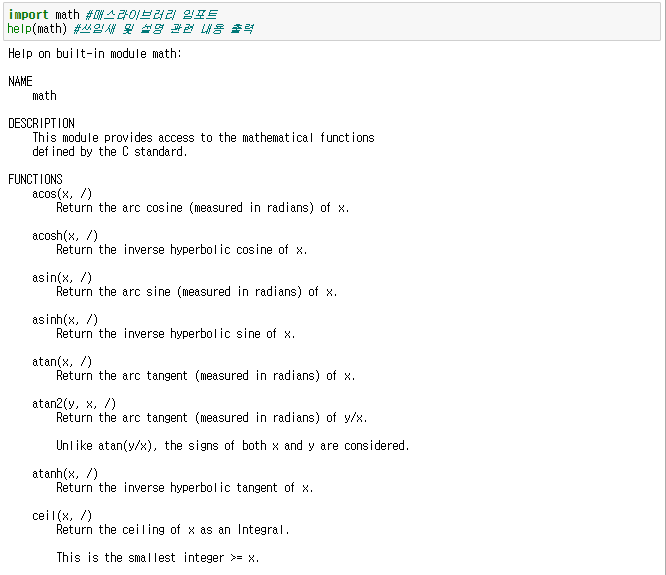 import math #매스라이브러리 임포트
help(math) #쓰임새 및 설명 관련 내용 출력
Help on built-in module math:
NAME
math
DESCRIPTION
This module provides access to the mathematical functions
defined by the C standard.
FUNCTIONS
acos(x, /)
Return the arc cosine (measured in radians) of x.
acosh(x, /)
Return the inverse hyperbolic cosine of x.
asin(x, /)
Return the arc sine (measured in radians) of x.
asinh(x, /)
Return the inverse hyperbolic sine of x.
atan(x, /)
Return the arc tangent (measured in radians) of x.
atan2(y, x, /)
Return the arc tangent (measured in radians) of y/x.
Unlike atan(y/x), the signs of both x and y are considered.
atanh(x, /)
Return the inverse hyperbolic tangent of x.
ceil(x, /)
Return the ceiling of x as an Integral.
This is the smallest integer >= x.